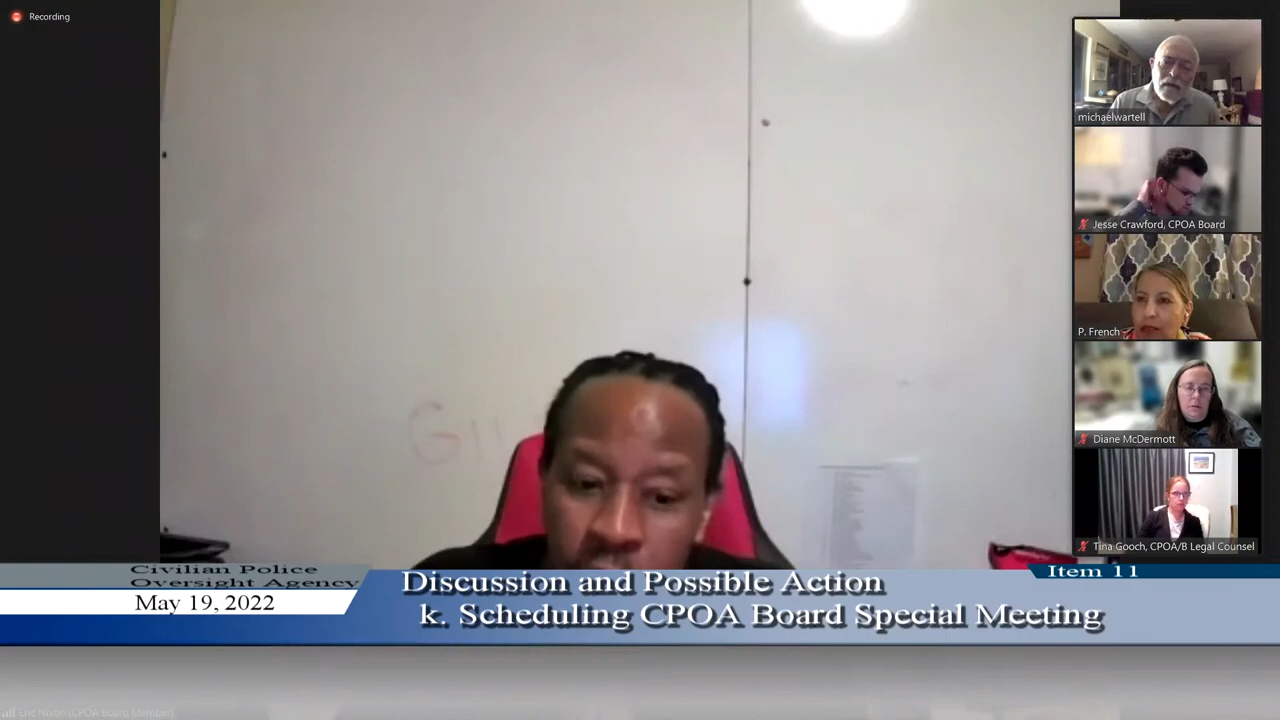 Recording
michaelwartell
Jesse Crawford, CPOA Board
P. French
Diane McDermott
Tina Gooch, CPOA/B Legal Counsel
Civilian Police
Oversight Agency
May 19, 2022
Discussion and Possible Action
k. Scheduling CPOA Board Special Meeting
Item 11
Eric Nixon (CPOA Board Member)